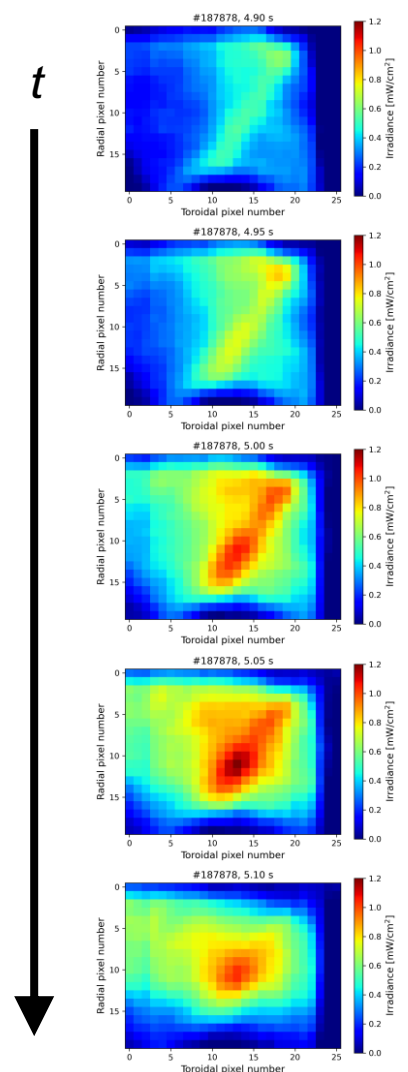 t
#187878, 4.90 s
0
5
10
15
Radial pixel number
0 5 10 15 20 25
Toroidal pixel number
1.2
1.0
0.8
0.6
0.4
0.2
0.0
Irradiance [mW/cm²]
#187878, 4.95 s
0
5
10
15
Radial pixel number
0 5 10 15 20 25
Toroidal pixel number
1.2
1.0
0.8
0.6
0.4
0.2
0.0
Irradiance [mW/cm²]
#187878, 5.00 s
0
5
10
15
Radial pixel number
0 5 10 15 20 25
Toroidal pixel number
1.2
1.0
0.8
0.6
0.4
0.2
0.0
Irradiance [mW/cm²]
#187878, 5.05 s
0
5
10
15
Radial pixel number
0 5 10 15 20 25
Toroidal pixel number
1.2
1.0
0.8
0.6
0.4
0.2
0.0
Irradiance [mW/cm²]
#187878, 5.10 s
0
5
10
15
Radial pixel number
0 5 10 15 20 25
Toroidal pixel number
1.2
1.0
0.8
0.6
0.4
0.2
0.0
Irradiance [mW/cm²]